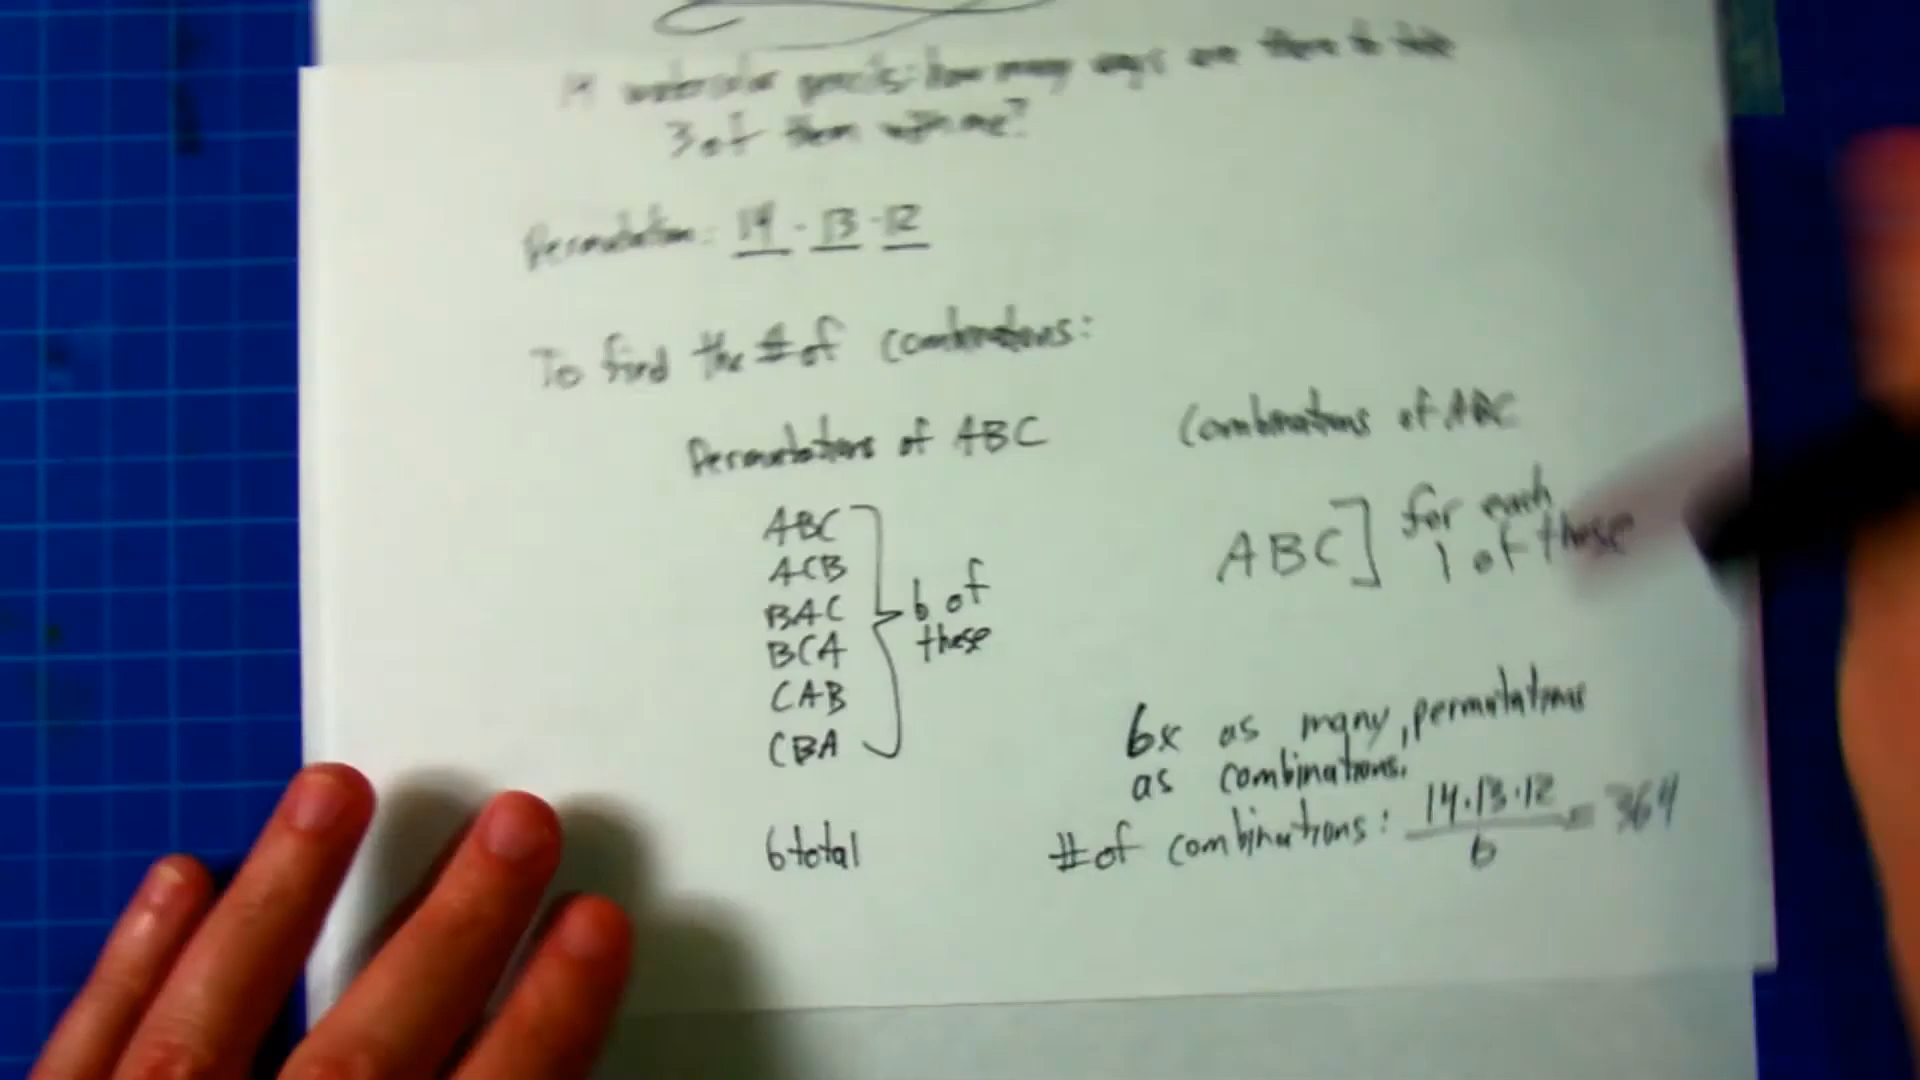 14 watercolor pencils: how many ways are there to take
3 of them with me?
Permutation: 14 · 13 · 12
To find the # of combinations:
Permutations of ABC
Combinations of ABC
ABC
ACB
BAC
BCA
CAB
CBA
6 of
these
ABC] for each
1 of these
6 total
6x as many, permutations
as combinations.
# of combinations: 14·13·12 / 6 = 364